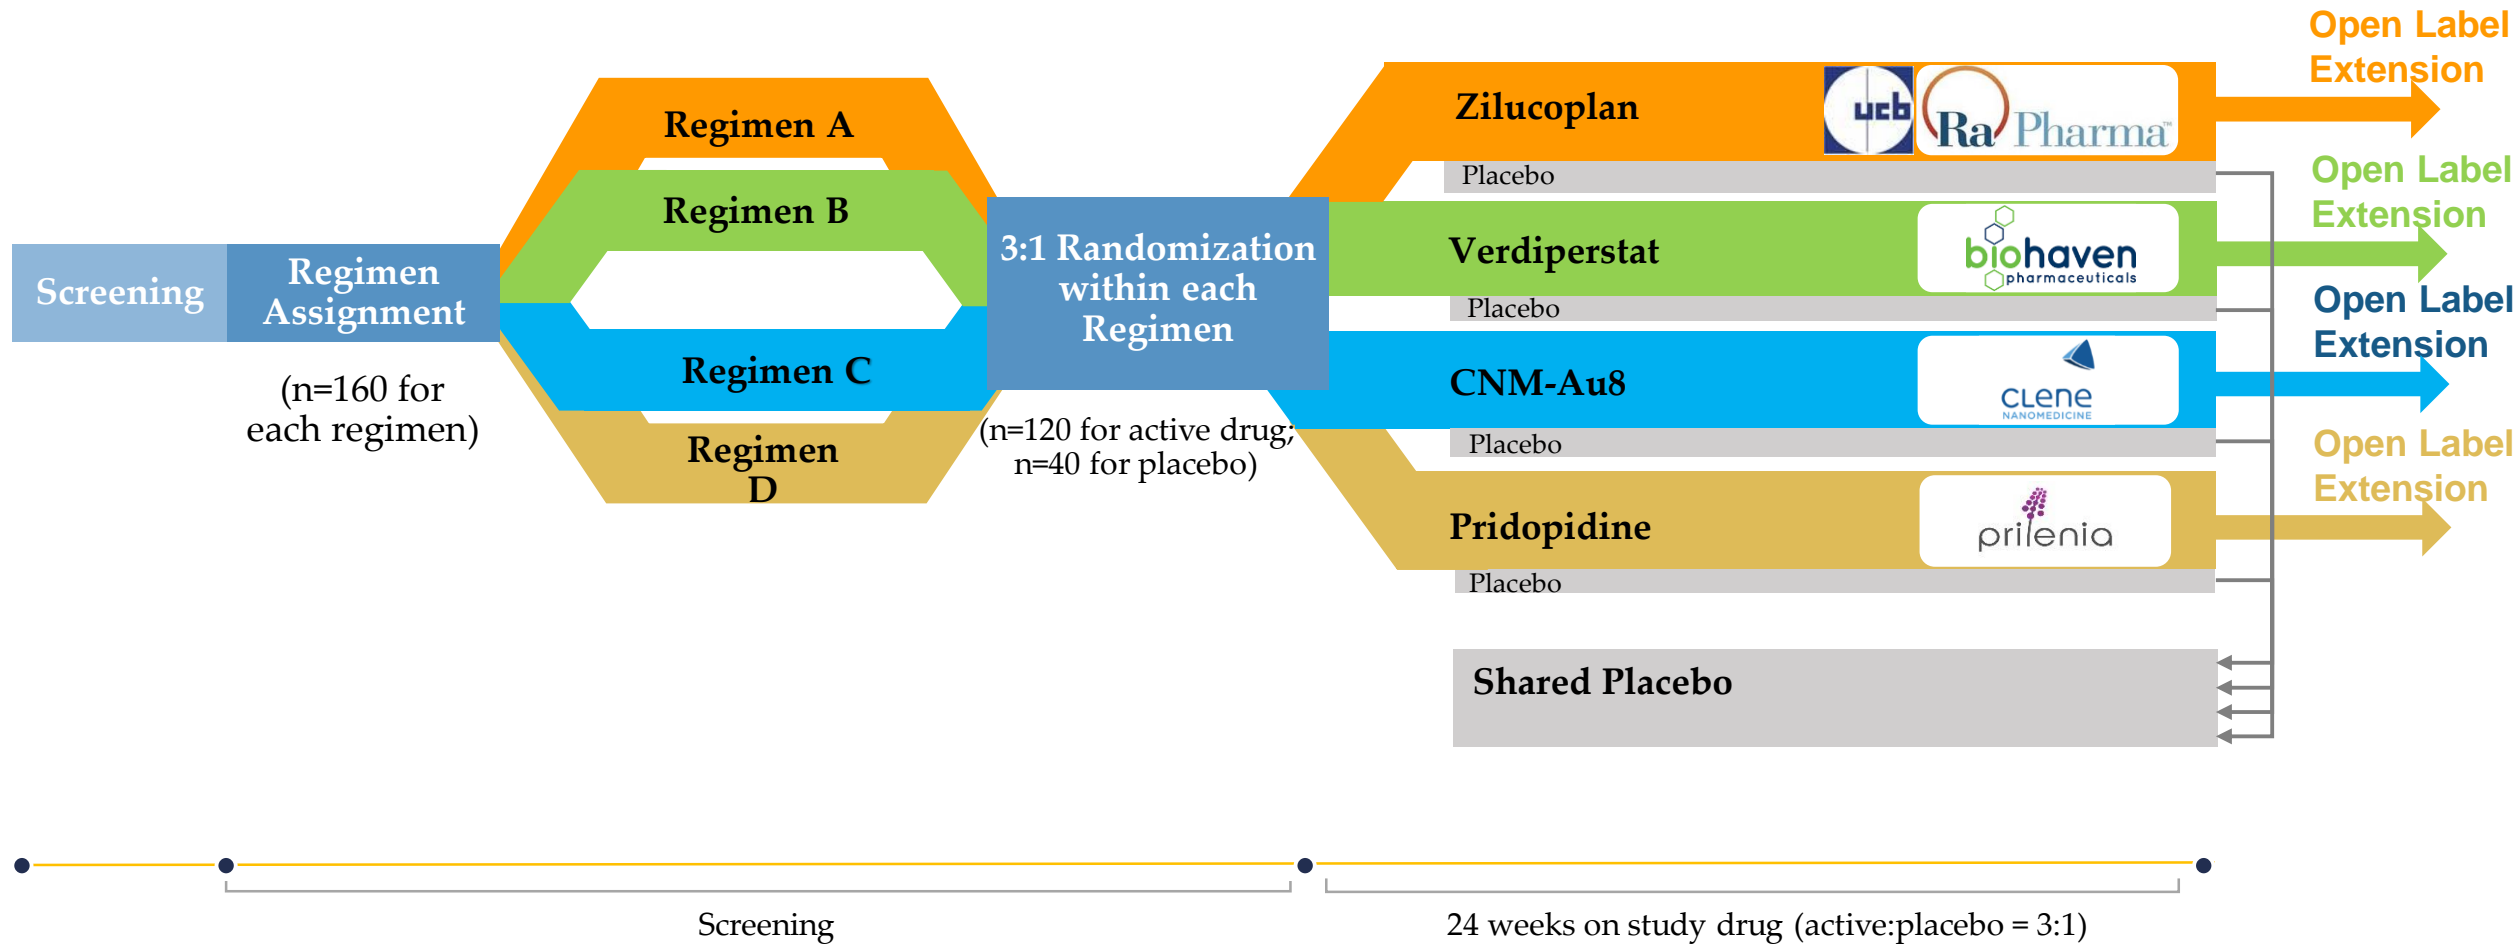 Screening
Regimen
Assignment
(n=160 for
each regimen)
Regimen A
Regimen B
Regimen C
Regimen
D
3:1 Randomization
within each
Regimen
(n=120 for active drug;
n=40 for placebo)
Zilucoplan
ucb
Ra Pharma™
Placebo
Open Label
Extension
Verdiperstat
biohaven
pharmaceuticals
Placebo
Open Label
Extension
CNM-Au8
CLENE
NANOMEDICINE
Placebo
Open Label
Extension
Pridopidine
prilenia
Placebo
Open Label
Extension
Shared Placebo
Screening
24 weeks on study drug (active:placebo = 3:1)